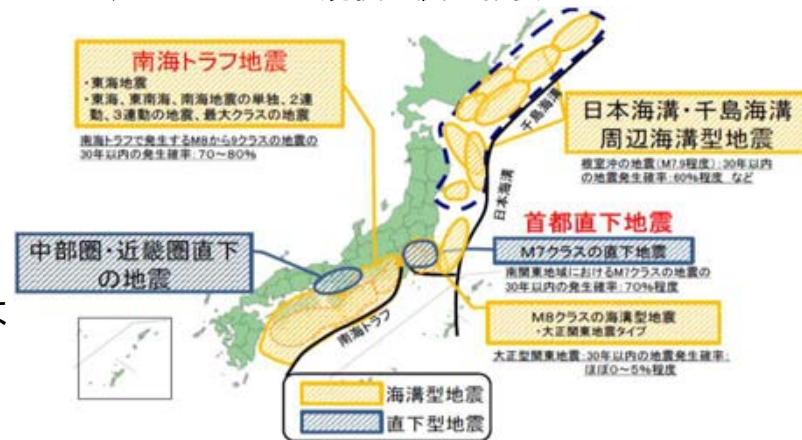 南海トラフ地震
・東海地震
・東海、東南海、南海地震の単独、2連
動、3連動の地震、最大クラスの地震
南海トラフで発生するM8から9クラスの地震の
30年以内の発生確率:70～80%
千島海溝
日本海溝・千島海溝
周辺海溝型地震
根室沖の地震(M7.9程度):30年以内
の地震発生確率:60%程度 など
日本海溝
首都直下地震
M7クラスの直下地震
南関東地域におけるM7クラスの地震の
30年以内の発生確率:70%程度
中部圏・近畿圏直下
の地震
M8クラスの海溝型地震
・大正関東地震タイプ
大正型関東地震:30年以内の地震発生確率:
ほぼ0～5%程度
南海トラフ
海溝型地震
直下型地震